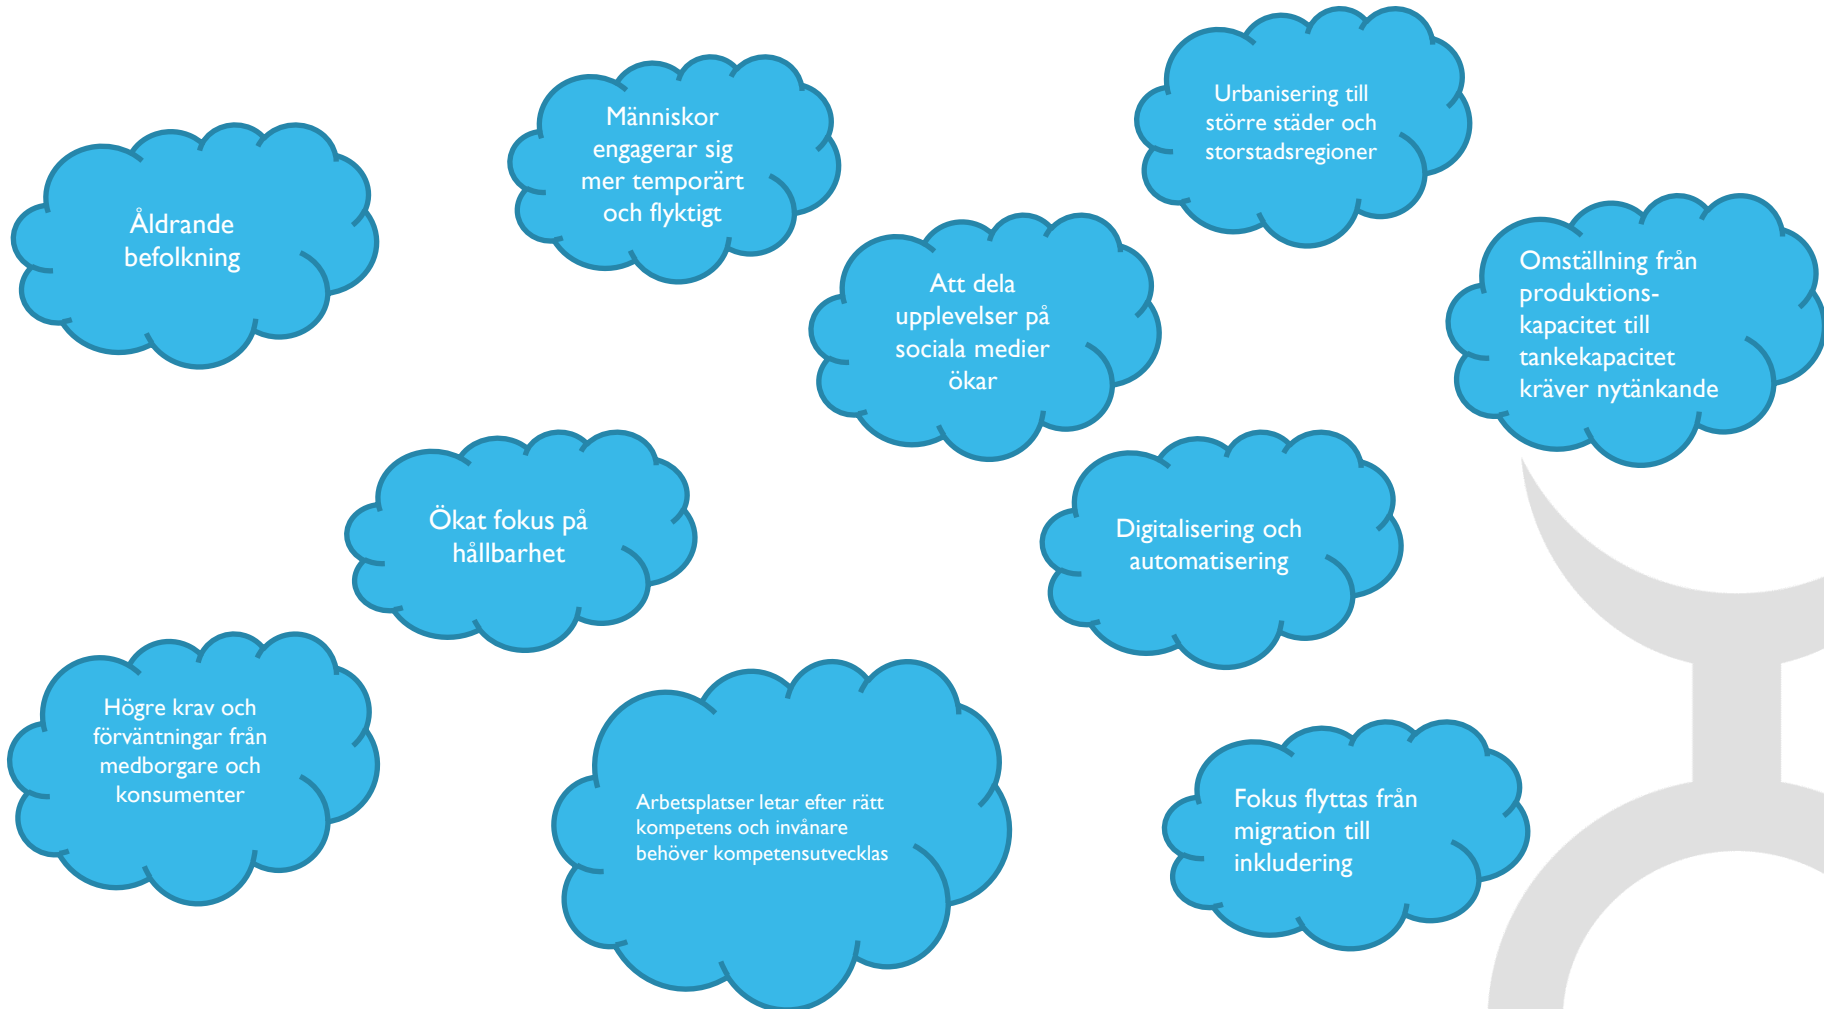 Åldrande
befolkning
Människor
engagerar sig
mer temporärt
och flyktigt
Urbanisering till
större städer och
storstadsregioner
Att dela
upplevelser på
sociala medier
ökar
Omställning från
produktions-
kapacitet till
tankekapacitet
kräver nytänkande
Ökat fokus på
hållbarhet
Digitalisering och
automatisering
Högre krav och
förväntningar från
medborgare och
konsumenter
Arbetsplatser letar efter rätt
kompetens och invånare
behöver kompetensutvecklas
Fokus flyttas från
migration till
inkludering